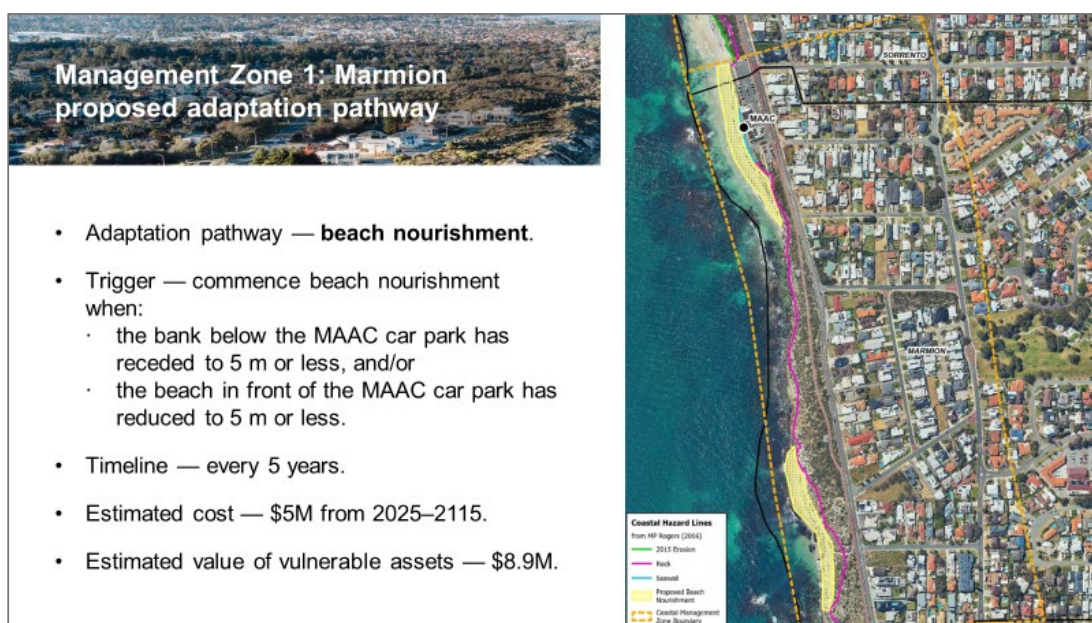 Management Zone 1: Marmion
proposed adaptation pathway
• Adaptation pathway — beach nourishment.
• Trigger — commence beach nourishment
when:
· the bank below the MAAC car park has
receded to 5 m or less, and/or
· the beach in front of the MAAC car park has
reduced to 5 m or less.
• Timeline — every 5 years.
• Estimated cost — $5M from 2025–2115.
• Estimated value of vulnerable assets — $8.9M.
SORRENTO
MAAC
MARMION
Coastal Hazard Lines
from MP Rogers (2016)
2015 Erosion
Rock
Seawall
Proposed Beach
Nourishment
Coastal Management
Zone Boundary